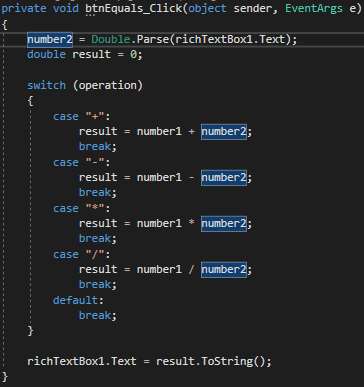 private void btnEquals_Click(object sender, EventArgs e)
{
    number2 = Double.Parse(richTextBox1.Text);
    double result = 0;

    switch (operation)
    {
        case "+":
            result = number1 + number2;
            break;
        case "-":
            result = number1 - number2;
            break;
        case "*":
            result = number1 * number2;
            break;
        case "/":
            result = number1 / number2;
            break;
        default:
            break;
    }

    richTextBox1.Text = result.ToString();
}